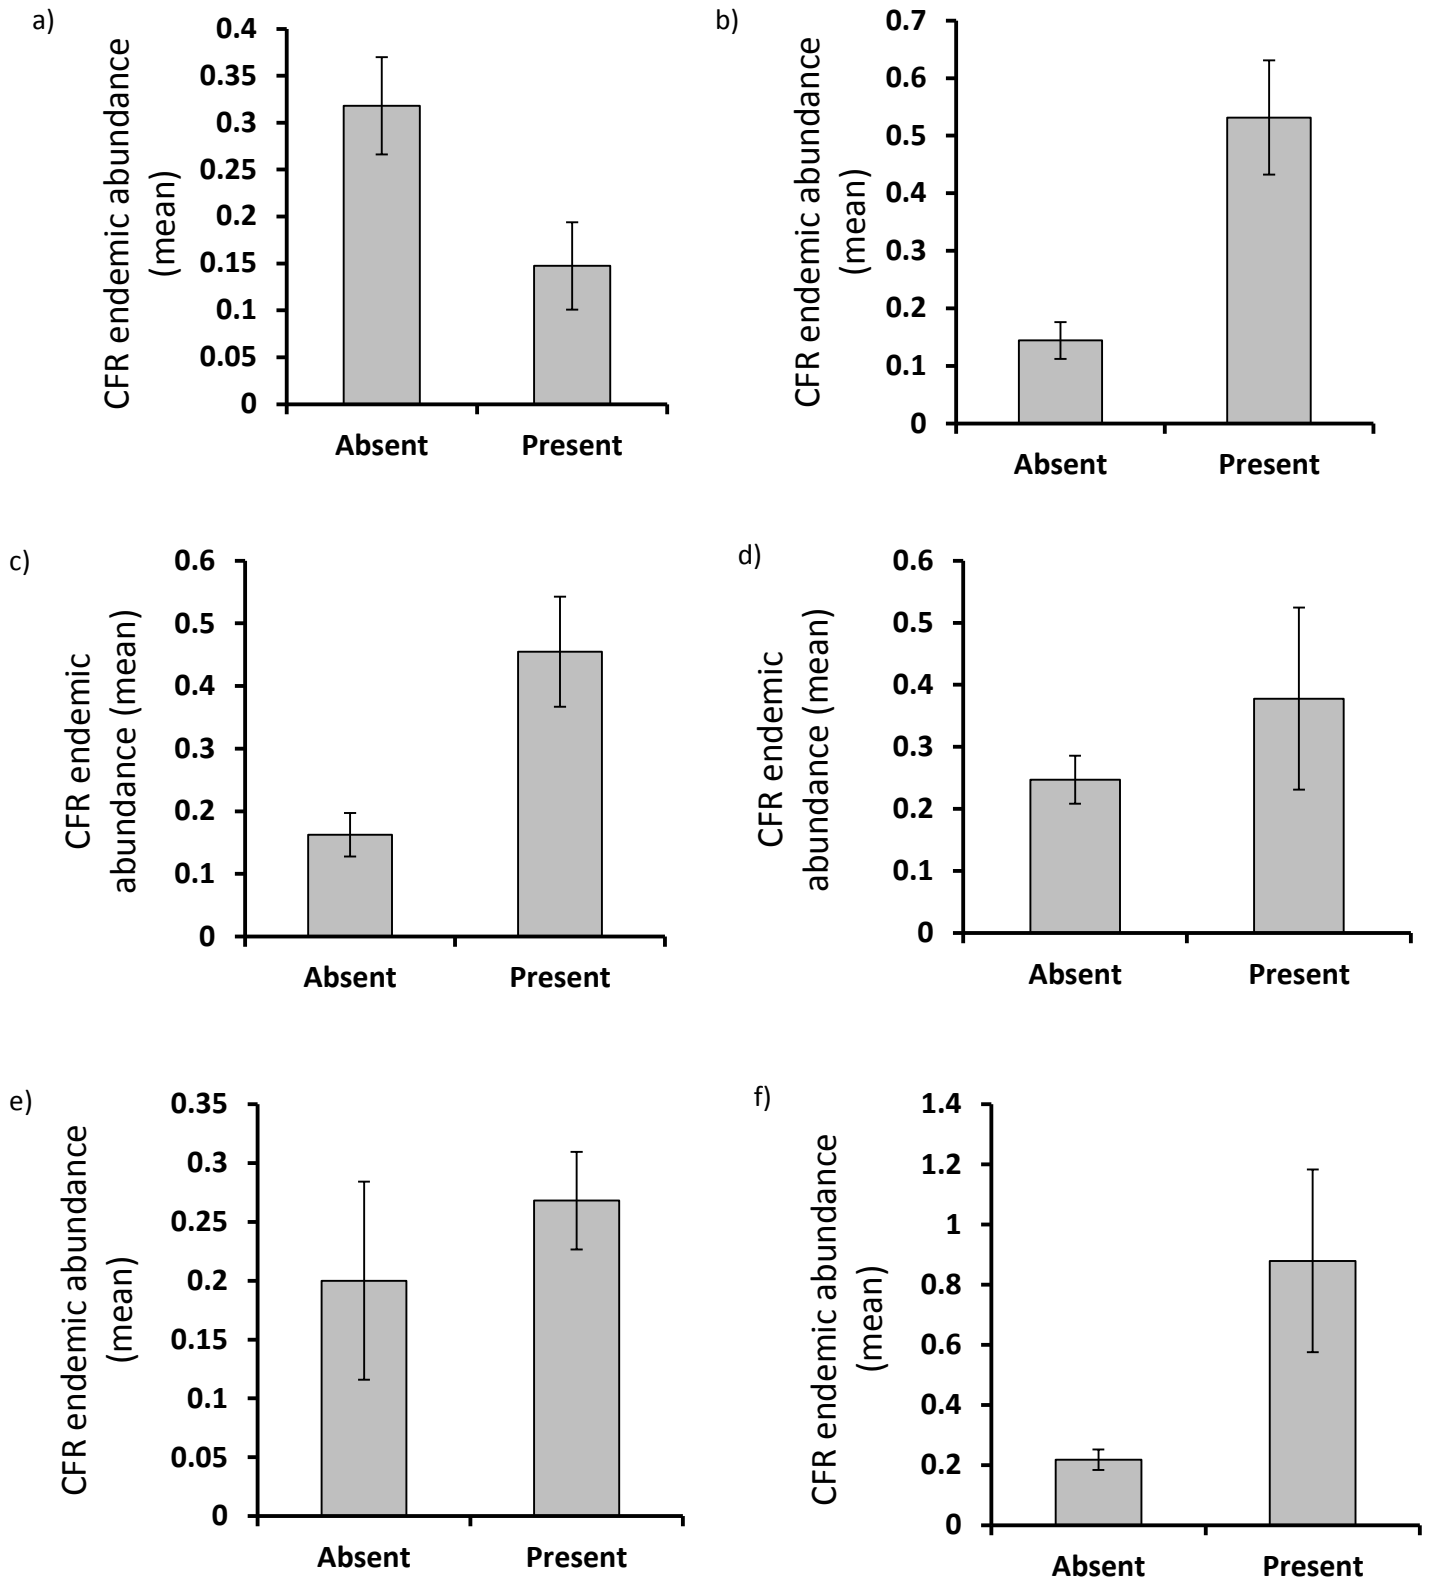 a)
CFR endemic abundance
(mean)
0.4
0.35
0.3
0.25
0.2
0.15
0.1
0.05
0
Absent
Present
b)
CFR endemic abundance
(mean)
0.7
0.6
0.5
0.4
0.3
0.2
0.1
0
Absent
Present
c)
CFR endemic
abundance (mean)
0.6
0.5
0.4
0.3
0.2
0.1
0
Absent
Present
d)
CFR endemic
abundance (mean)
0.6
0.5
0.4
0.3
0.2
0.1
0
Absent
Present
e)
CFR endemic abundance
(mean)
0.35
0.3
0.25
0.2
0.15
0.1
0.05
0
Absent
Present
f)
CFR endemic abundance
(mean)
1.4
1.2
1
0.8
0.6
0.4
0.2
0
Absent
Present